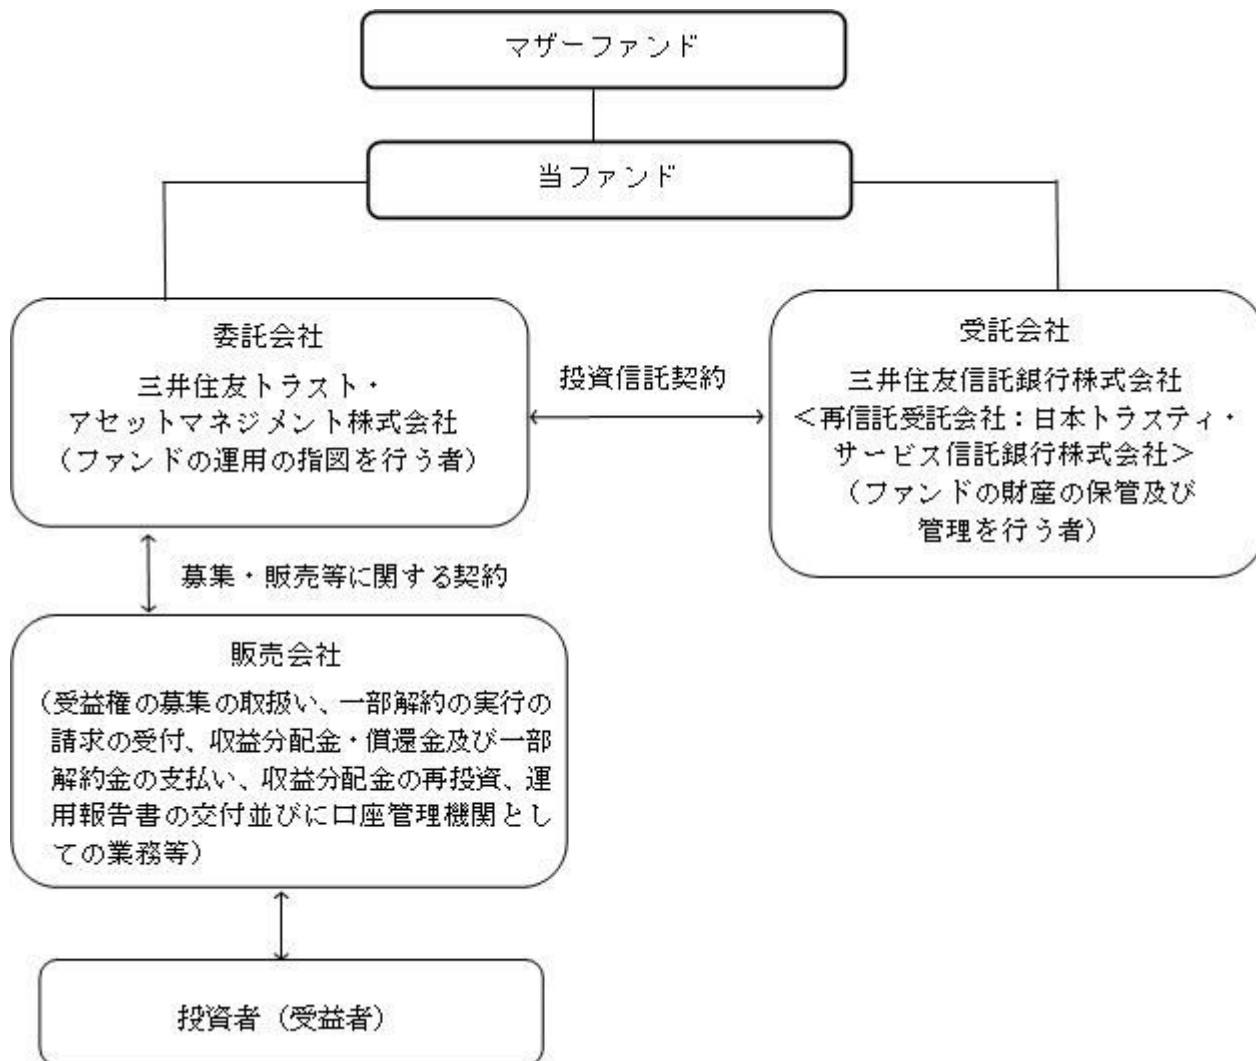 マザーファンド
当ファンド
委託会社
三井住友トラスト・
アセットマネジメント株式会社
（ファンドの運用の指図を行う者）
投資信託契約
受託会社
三井住友信託銀行株式会社
＜再信託受託会社：日本トラスティ・
サービス信託銀行株式会社＞
（ファンドの財産の保管及び
管理を行う者）
募集・販売等に関する契約
販売会社
（受益権の募集の取扱い、一部解約の実行の
請求の受付、収益分配金・償還金及び一部
解約金の支払い、収益分配金の再投資、運
用報告書の交付並びに口座管理機関とし
ての業務等）
投資者（受益者）